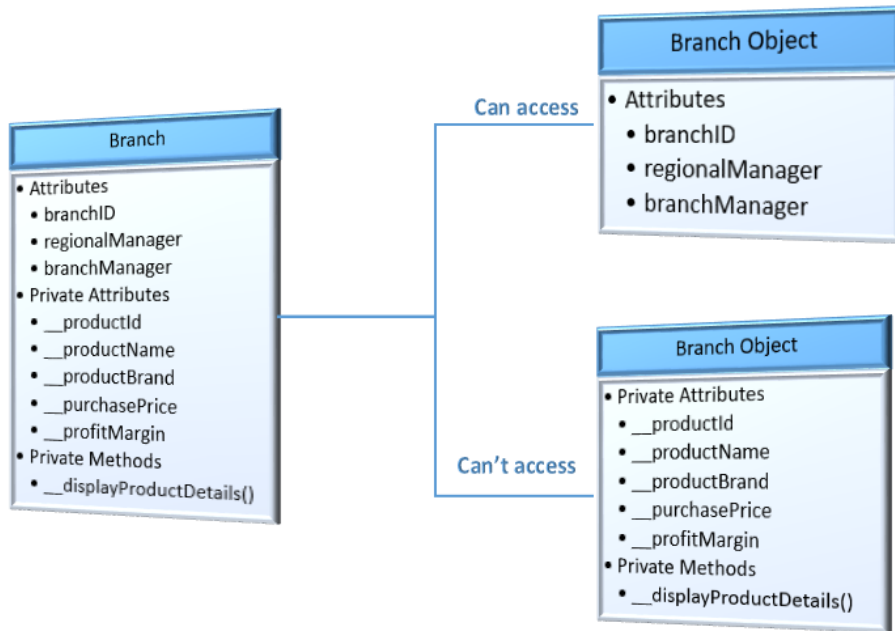 Branch
• Attributes
• branchID
• regionalManager
• branchManager
• Private Attributes
• __productId
• __productName
• __productBrand
• __purchasePrice
• __profitMargin
• Private Methods
• __displayProductDetails()
Can access
Branch Object
• Attributes
• branchID
• regionalManager
• branchManager
Can’t access
Branch Object
• Private Attributes
• __productId
• __productName
• __productBrand
• __purchasePrice
• __profitMargin
• Private Methods
• __displayProductDetails()